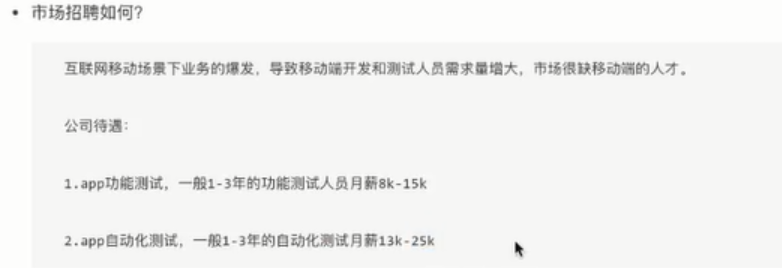 • 市场招聘如何？
互联网移动场景下业务的爆发，导致移动端开发和测试人员需求量增大，市场很缺移动端的人才。
公司待遇：
1.app功能测试，一般1-3年的功能测试人员月薪8k-15k
2.app自动化测试，一般1-3年的自动化测试月薪13k-25k